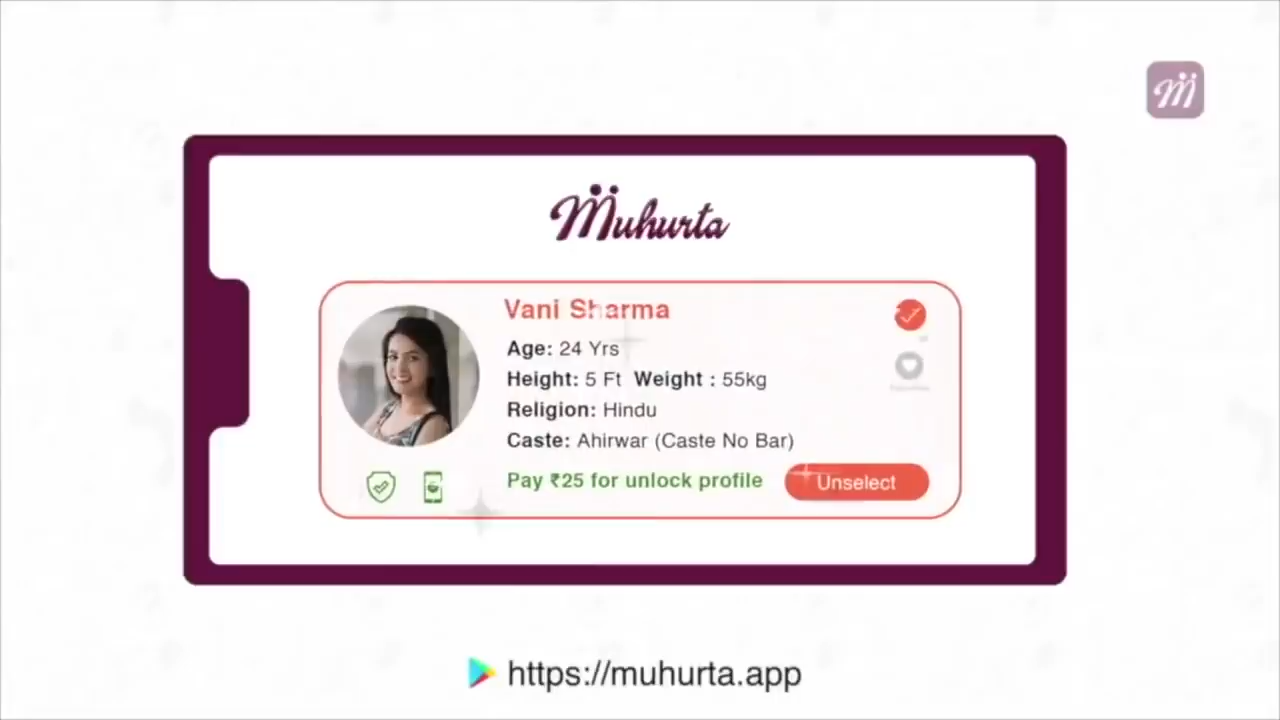 Muhurta
Vani Sharma
Age: 24 Yrs
Height: 5 Ft Weight : 55kg
Religion: Hindu
Caste: Ahirwar (Caste No Bar)
Pay ₹25 for unlock profile
Unselect
https://muhurta.app